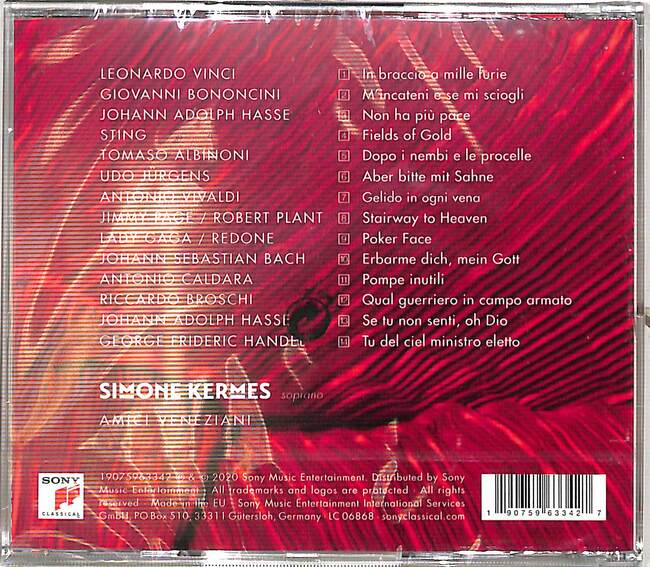 LEONARDO VINCI 1 In braccio a mille furie
GIOVANNI BONONCINI 2 M'incateni e se mi sciogli
JOHANN ADOLPH HASSE 3 Non ha più pace
STING 4 Fields of Gold
TOMASO ALBINONI 5 Dopo i nembi e le procelle
UDO JÜRGENS 6 Aber bitte mit Sahne
ANTONIO VIVALDI 7 Gelido in ogni vena
JIMMY PAGE / ROBERT PLANT 8 Stairway to Heaven
LADY GAGA / REDONE 9 Poker Face
JOHANN SEBASTIAN BACH 10 Erbarme dich, mein Gott
ANTONIO CALDARA 11 Pompe inutili
RICCARDO BROSCHI 12 Qual guerriero in campo armato
JOHANN ADOLPH HASSE 13 Se tu non senti, oh Dio
GEORGE FRIDERIC HANDEL 14 Tu del ciel ministro eletto
SIMONE KERMES soprano
AMICI VENEZIANI
SONY
CLASSICAL
19075963342 ℗ & © 2020 Sony Music Entertainment. Distributed by Sony
Music Entertainment · All trademarks and logos are protected · All rights
reserved · Made in the EU · Sony Music Entertainment International Services
GmbH, PO Box 510, 33311 Gütersloh, Germany LC 06868 · sonyclassical.com
1 90759 63342 7